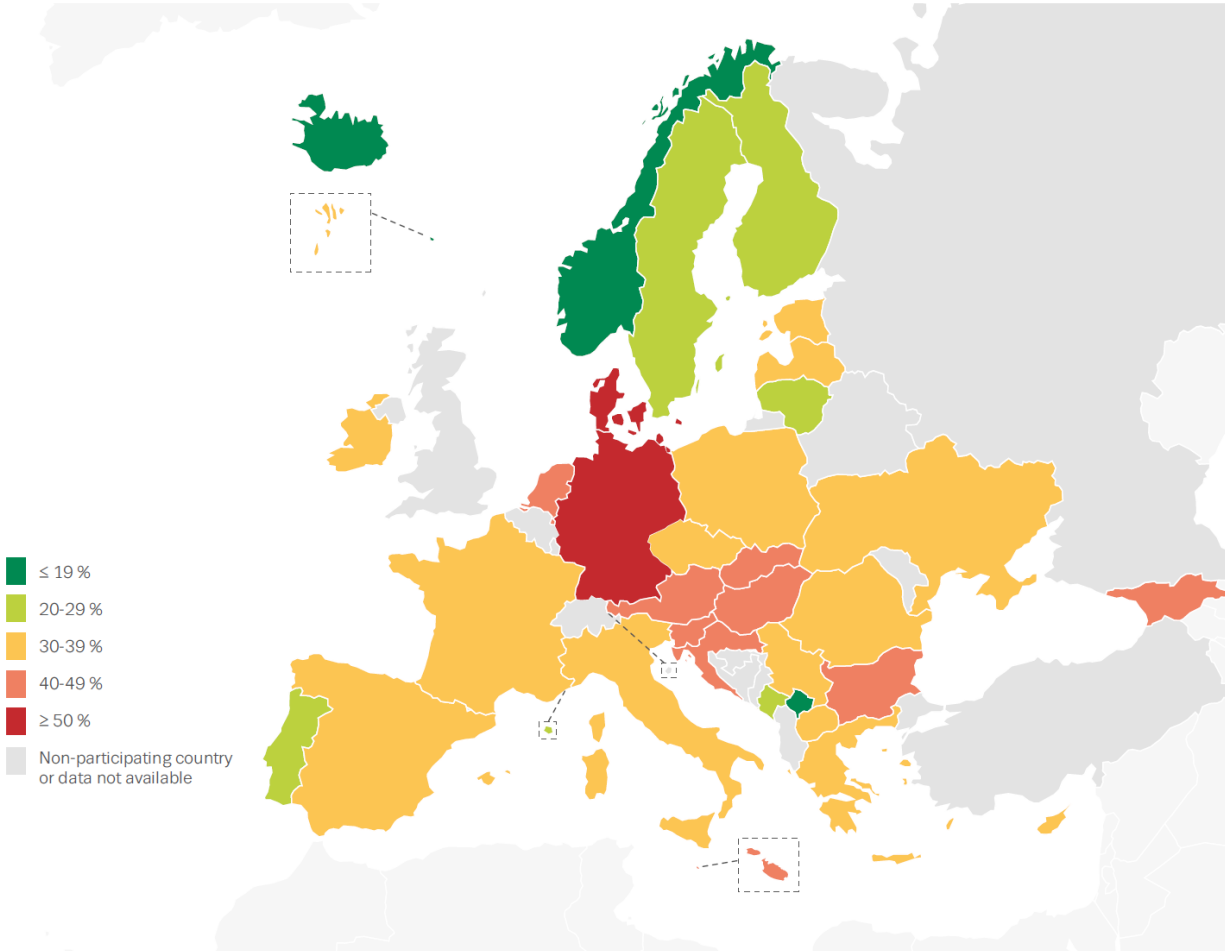 ≤ 19 %
20-29 %
30-39 %
40-49 %
≥ 50 %
Non-participating country
or data not available